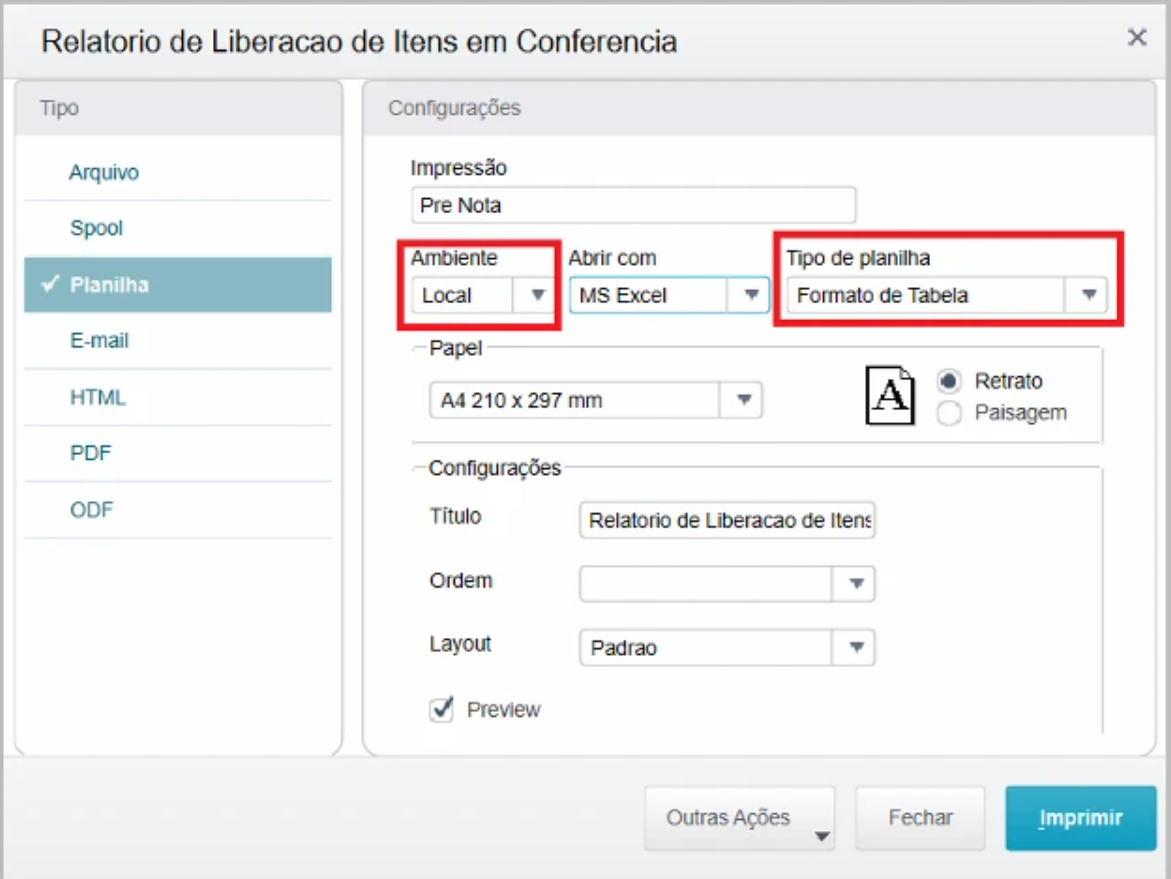 Relatorio de Liberacao de Itens em Conferencia
Tipo
Arquivo
Spool
Planilha
E-mail
HTML
PDF
ODF
Configurações
Impressão
Pre Nota
Ambiente Abrir com Tipo de planilha
Local MS Excel Formato de Tabela
Papel
A4 210 x 297 mm
A
Retrato
Paisagem
Configurações
Título Relatorio de Liberacao de Itens
Ordem
Layout Padrao
Preview
Outras Ações Fechar Imprimir